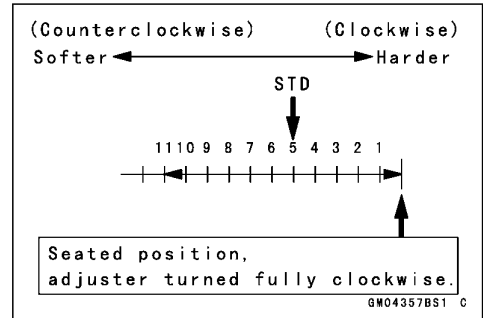 (Counterclockwise) (Clockwise)
Softer Harder
STD
11 10 9 8 7 6 5 4 3 2 1
Seated position,
adjuster turned fully clockwise.
GM04357BS1 C